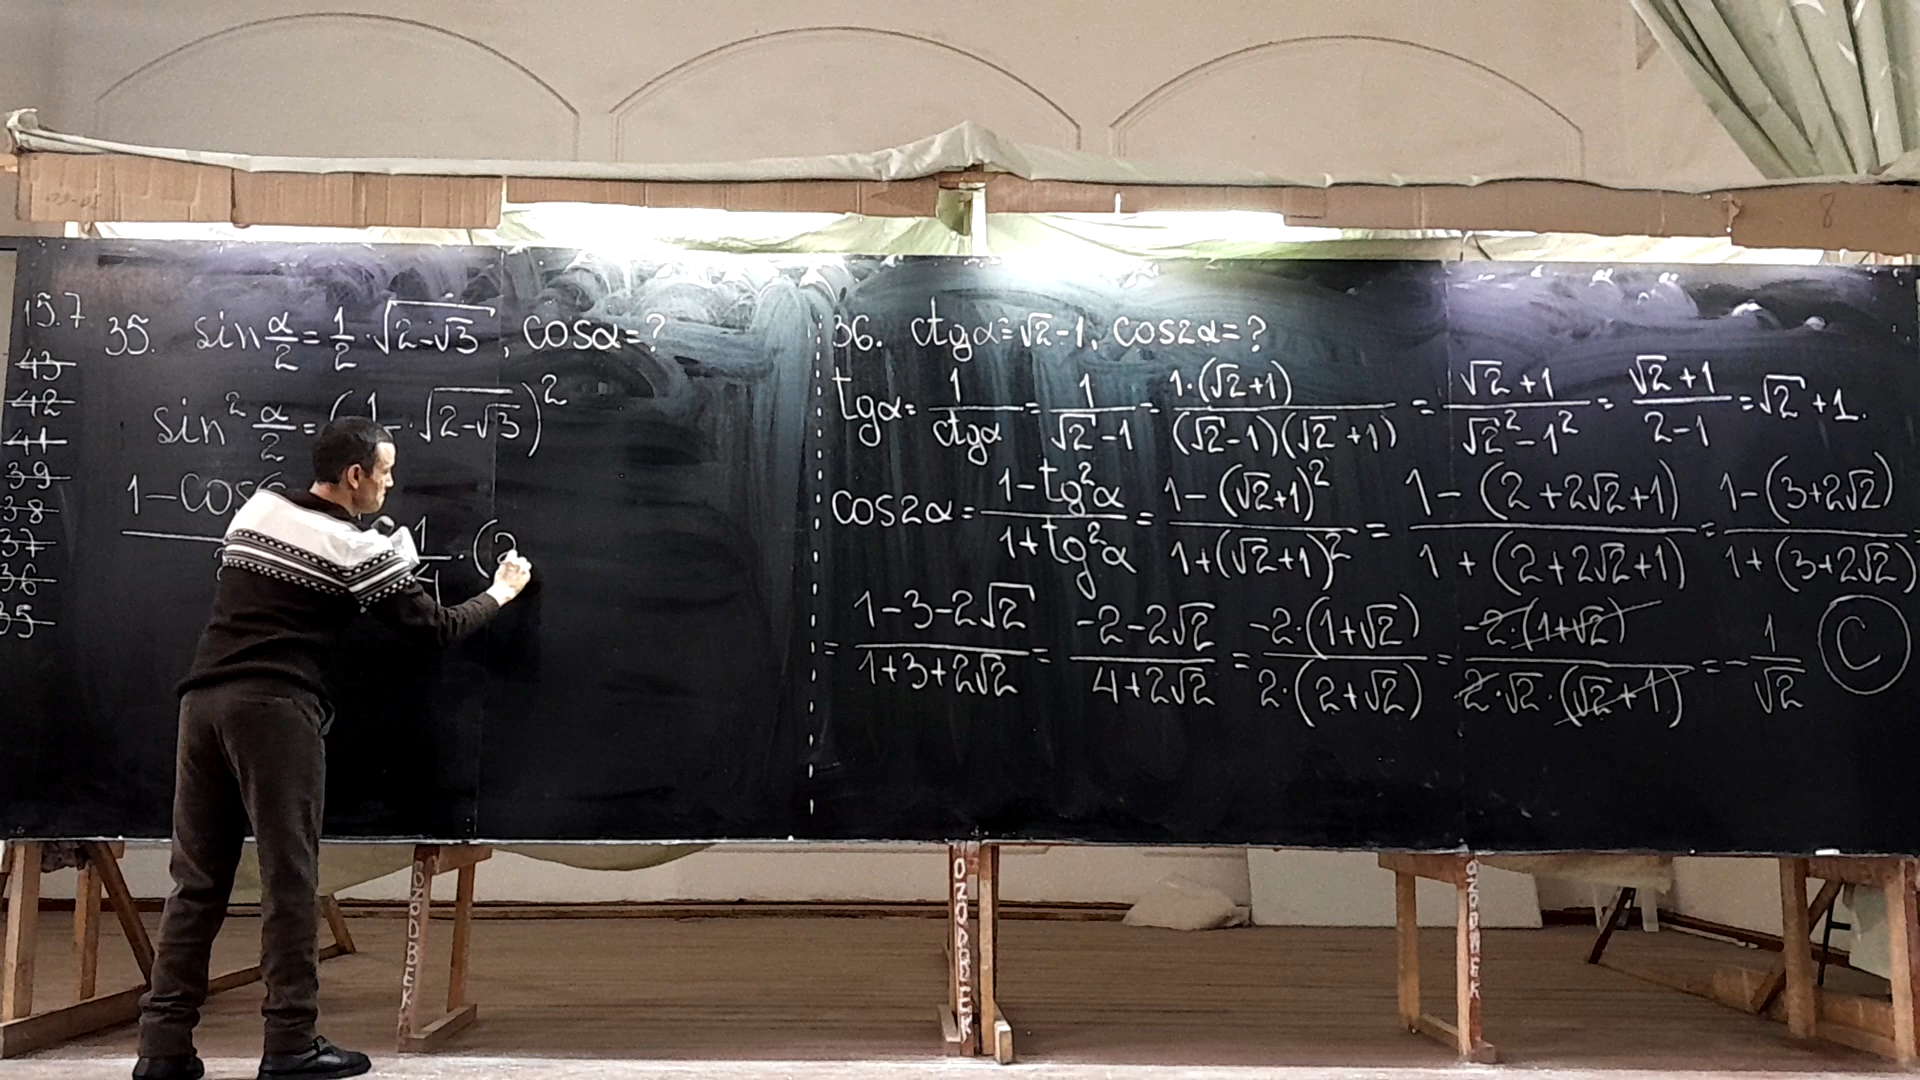 15.7
43
42
41
39
38
37
36
35
35. sin α/2 = 1/2 · √(2-√3), cosα=?
sin² α/2 = (1 · √(2-√3))²
1-cos 1/4 · (2
36. ctgα=√2-1, cos2α=?
tgα = 1/ctgα = 1/(√2-1) = 1·(√2+1)/((√2-1)(√2+1)) = (√2+1)/(√2²-1²) = (√2+1)/(2-1) = √2+1.
cos2α = (1-tg²α)/(1+tg²α) = (1-(√2+1)²)/(1+(√2+1)²) = (1-(2+2√2+1))/(1+(2+2√2+1)) = (1-(3+2√2))/(1+(3+2√2)) =
= (1-3-2√2)/(1+3+2√2) = (-2-2√2)/(4+2√2) = (-2·(1+√2))/(2·(2+√2)) = (-2·(1+√2))/(2·√2·(√2+1)) = -1/√2 C
8
OZODBEK
OZODBEK
OZODBEK